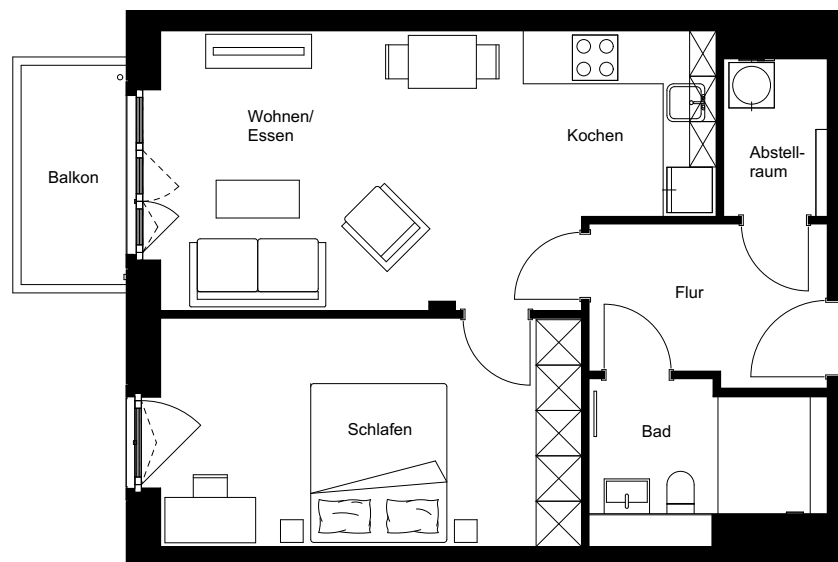 Wohnen/
Essen
Kochen
Abstell-
raum
Balkon
Flur
Schlafen
Bad